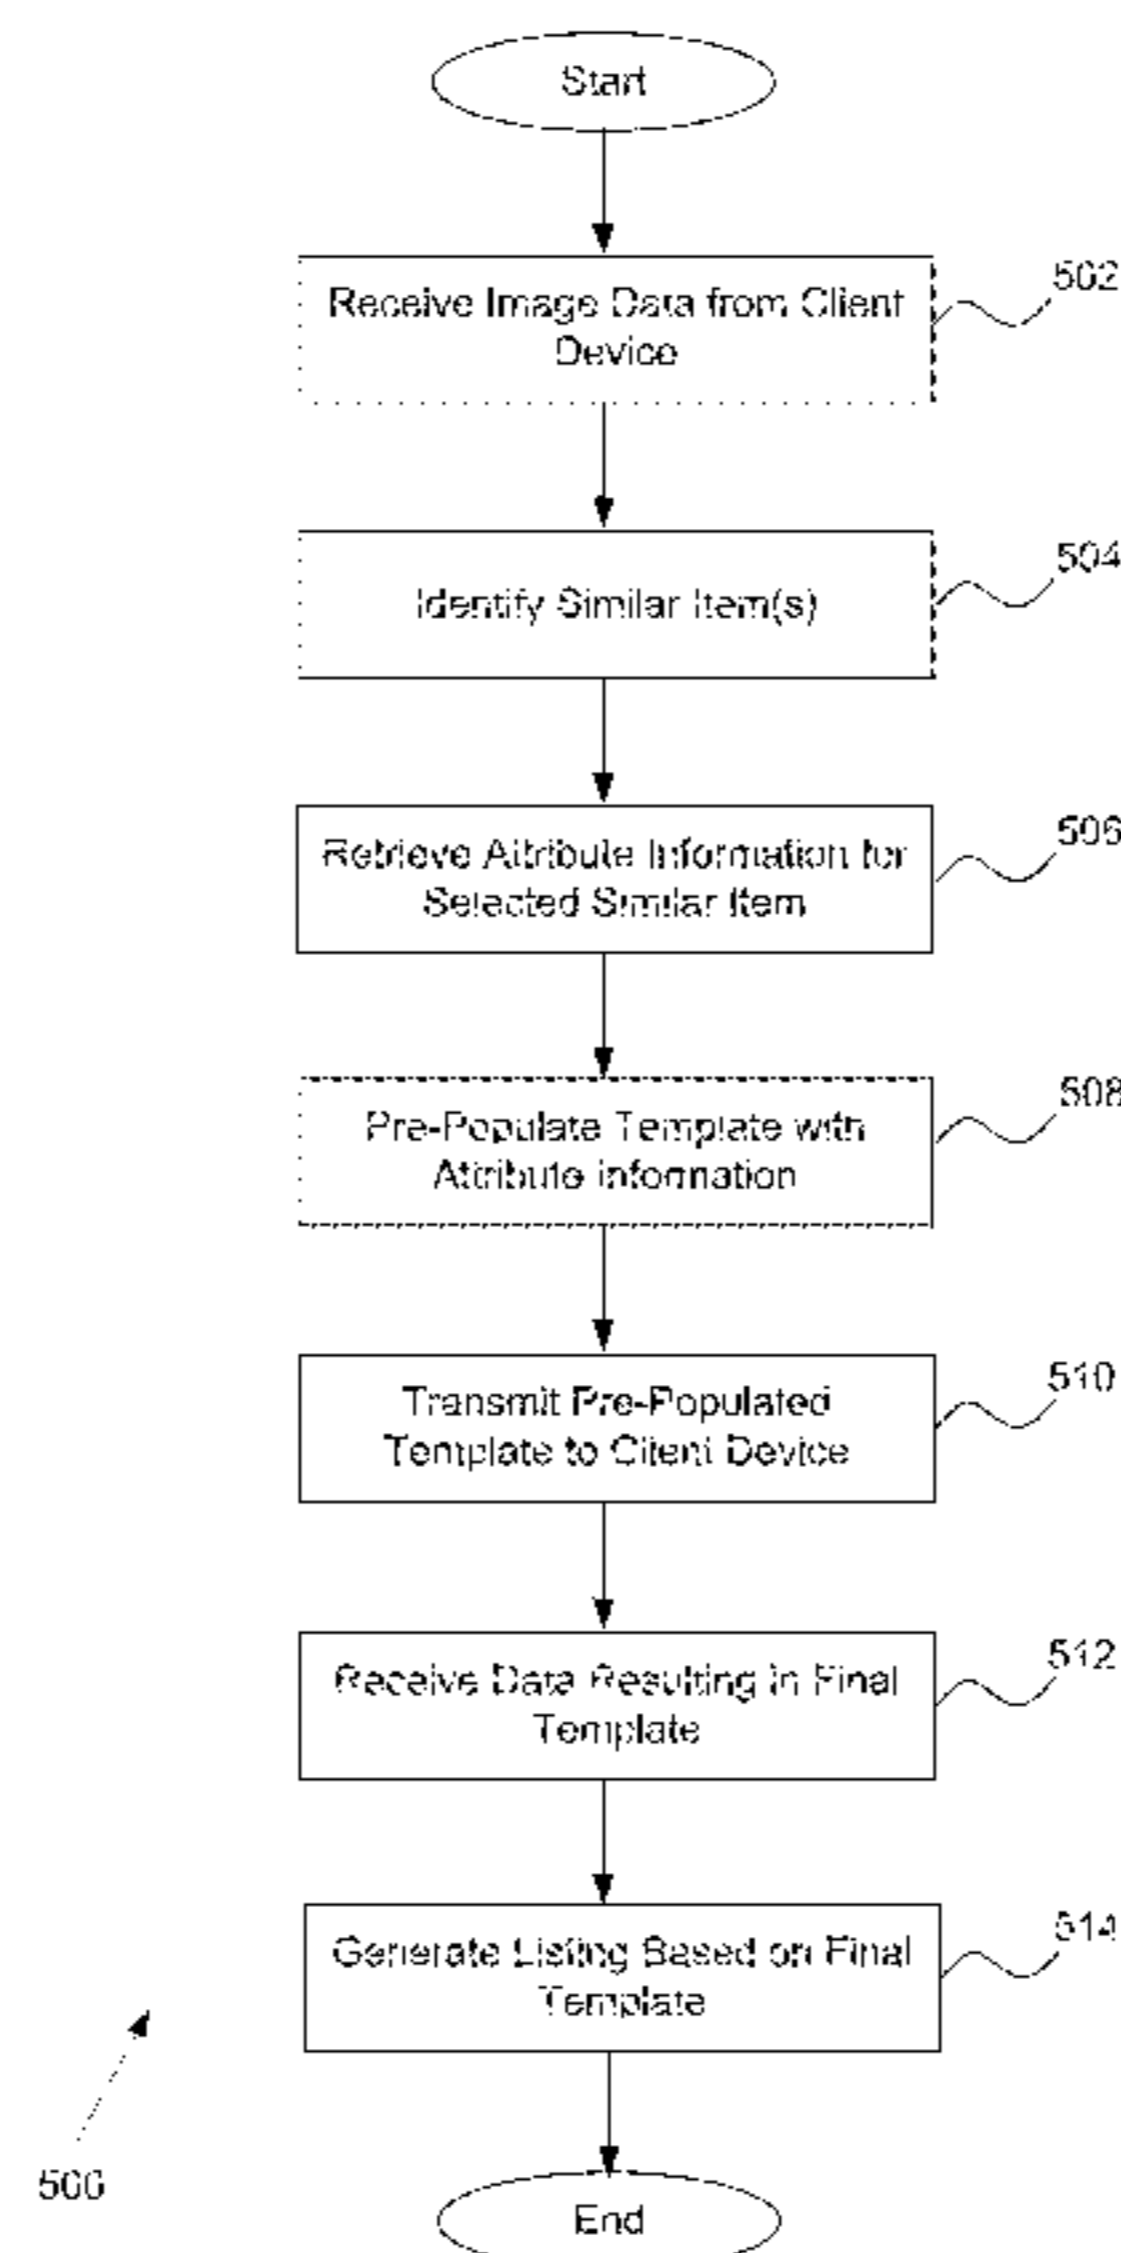 Start
Receive Image Data from Client
Device
502
Identify Similar Item(s)
504
Retrieve Attribute Information for
Selected Similar Item
506
Pre-Populate Template with
Attribute information
508
Transmit Pre-Populated
Template to Client Device
510
Receive Data Resulting in Final
Template
512
Generate Listing Based on Final
Template
514
500
End